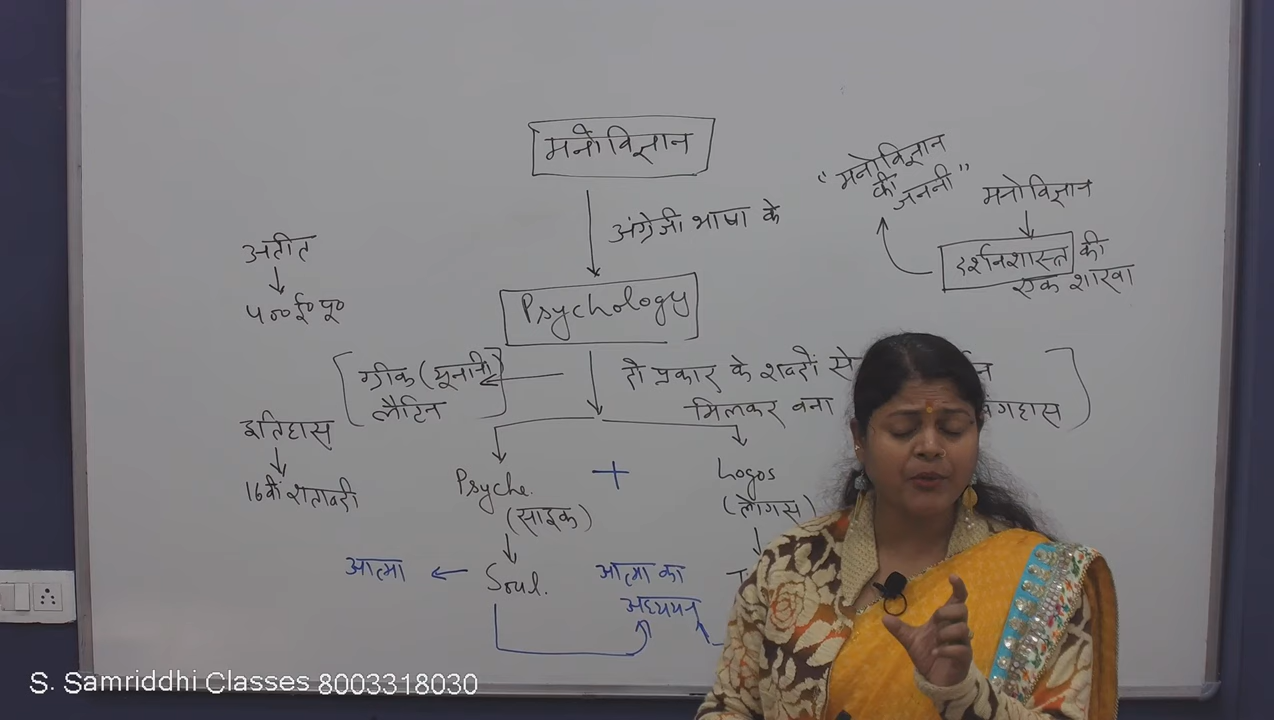 मनोविज्ञान
अंग्रेजी भाषा के
Psychology
"मनोविज्ञान
की जननी"
मनोविज्ञान
दर्शनशास्त्र की
एक शाखा
अतीत
400 ई० पू०
ग्रीक (यूनानी)
लैटिन
दो प्रकार के शब्दों से
मिलकर बना
इतिहास
16वीं शताब्दी
Psyche.
(साइक)
+
Logos
(लोगस)
आत्मा
Soul.
आत्मा का
अध्ययन
S. Samriddhi Classes 8003318030